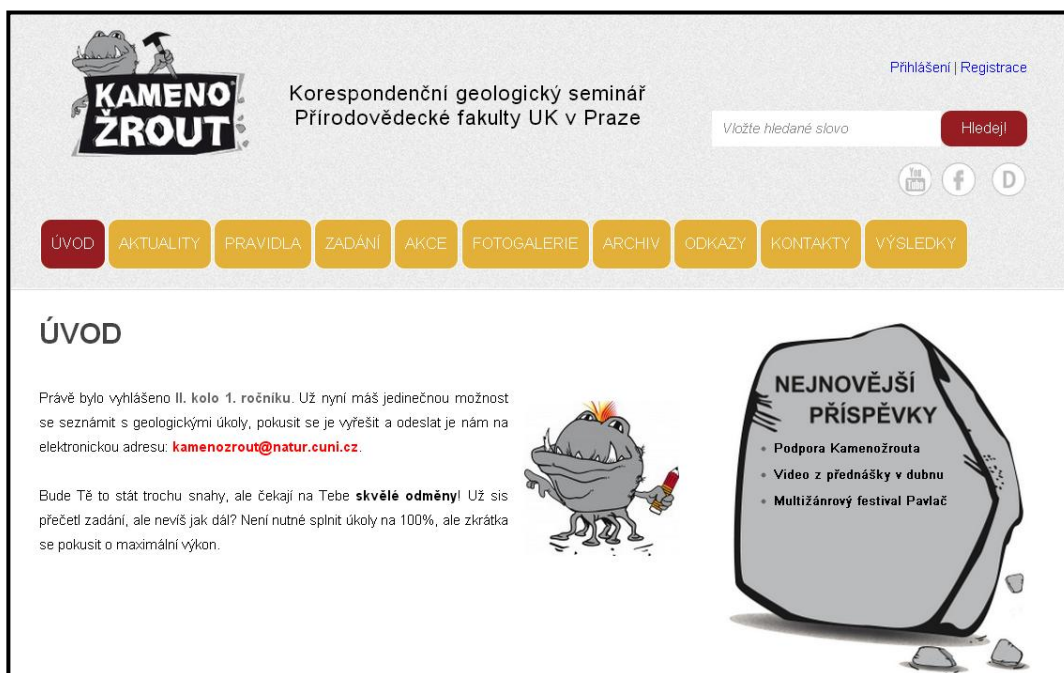 KAMENO
ŽROUT
Korespondenční geologický seminář
Přírodovědecké fakulty UK v Praze
Přihlášení | Registrace
Vložte hledané slovo
Hledej!
You
Tube
f
D
ÚVOD
AKTUALITY
PRAVIDLA
ZADÁNÍ
AKCE
FOTOGALERIE
ARCHIV
ODKAZY
KONTAKTY
VÝSLEDKY
ÚVOD
Právě bylo vyhlášeno II. kolo 1. ročníku. Už nyní máš jedinečnou možnost
se seznámit s geologickými úkoly, pokusit se je vyřešit a odeslat je nám na
elektronickou adresu: kamenozrout@natur.cuni.cz.
Bude Tě to stát trochu snahy, ale čekají na Tebe skvělé odměny! Už sis
přečetl zadání, ale nevíš jak dál? Není nutné splnit úkoly na 100%, ale zkrátka
se pokusit o maximální výkon.
NEJNOVĚJŠÍ
PŘÍSPĚVKY
Podpora Kamenožrouta
Video z přednášky v dubnu
Multižánrový festival Pavlač